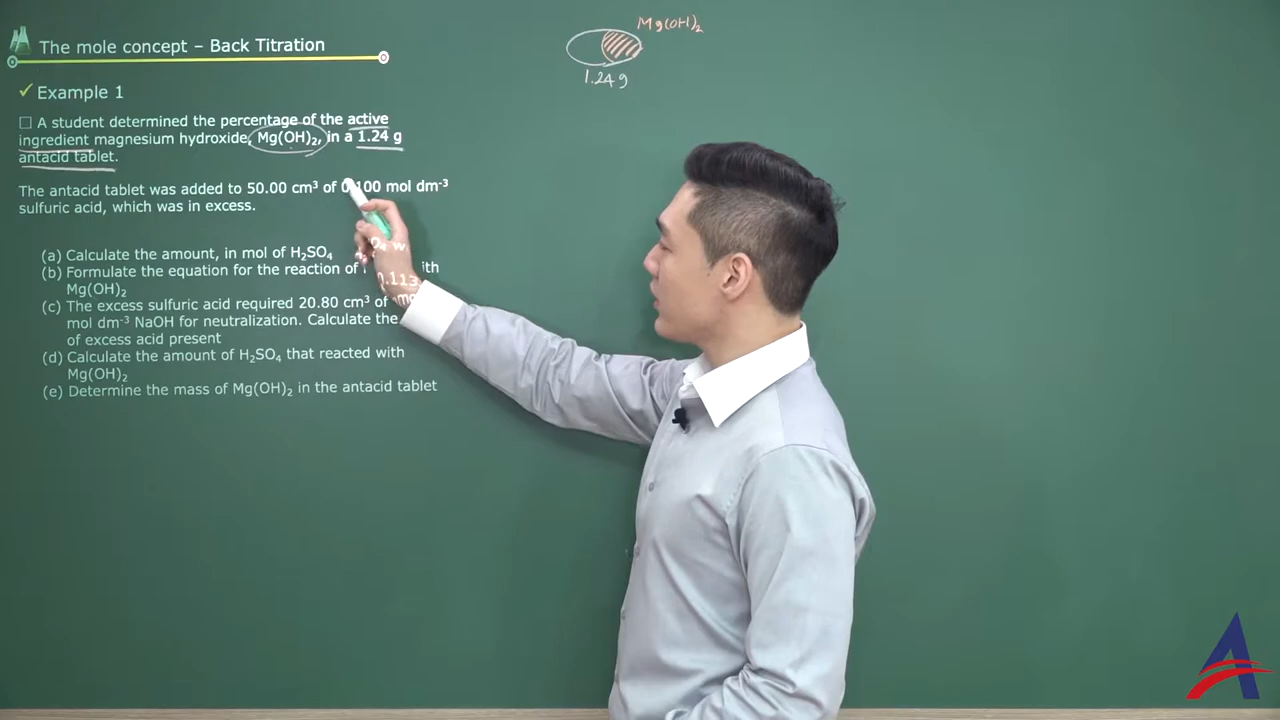 The mole concept – Back Titration
✓ Example 1
☐ A student determined the percentage of the active
ingredient magnesium hydroxide, Mg(OH)₂, in a 1.24 g
antacid tablet.
The antacid tablet was added to 50.00 cm³ of 0.100 mol dm⁻³
sulfuric acid, which was in excess.
(a) Calculate the amount, in mol of H₂SO₄
(b) Formulate the equation for the reaction of
Mg(OH)₂
(c) The excess sulfuric acid required 20.80 cm³ of 0.113
mol dm⁻³ NaOH for neutralization. Calculate the
of excess acid present
(d) Calculate the amount of H₂SO₄ that reacted with
Mg(OH)₂
(e) Determine the mass of Mg(OH)₂ in the antacid tablet
Mg(OH)₂
1.24 g